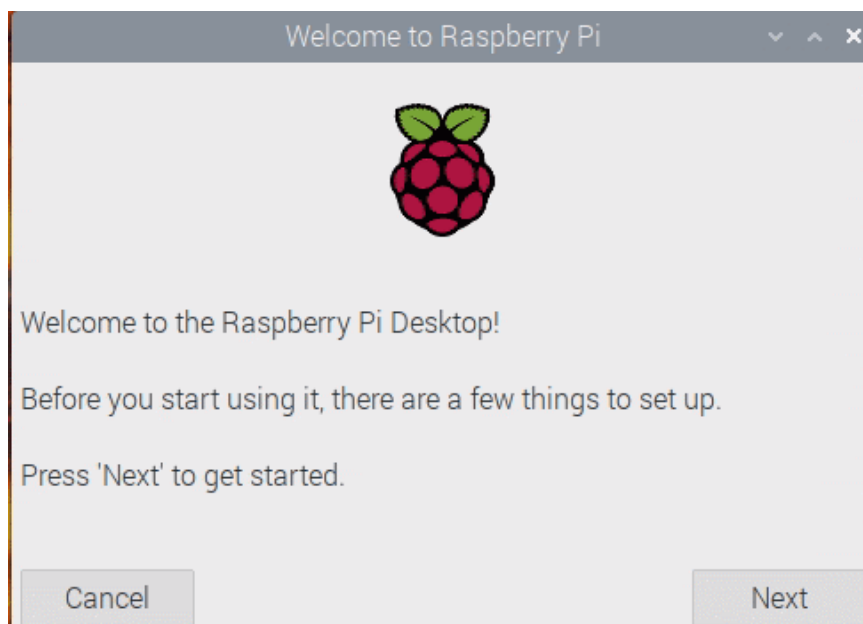 Welcome to Raspberry Pi
Welcome to the Raspberry Pi Desktop!
Before you start using it, there are a few things to set up.
Press 'Next' to get started.
Cancel
Next